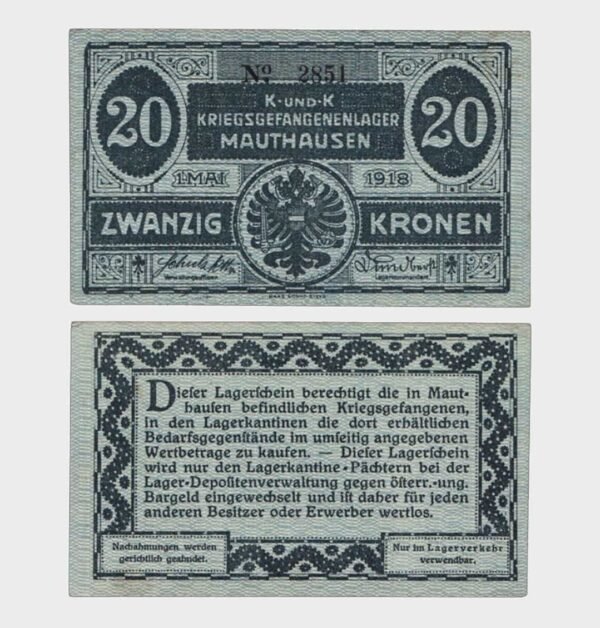 No 2851
K-UND-K
KRIEGSGEFANGENENLAGER
MAUTHAUSEN
20
20
1. MAI 1918
ZWANZIG KRONEN
Lagerkommandant.
Dieser Lagerschein berechtigt die in Maut-
hausen befindlichen Kriegsgefangenen,
in den Lagerkantinen die dort erhältlichen
Bedarfsgegenstände im umseitig angegebenen
Wertbetrage zu kaufen. — Dieser Lagerschein
wird nur den Lagerkantine-Pächtern bei der
Lager-Depositenverwaltung gegen österr.-ung.
Bargeld eingewechselt und ist daher für jeden
anderen Besitzer oder Erwerber wertlos.
Nachahmungen werden
gerichtlich geahndet.
Nur im Lagerverkehr
verwendbar.